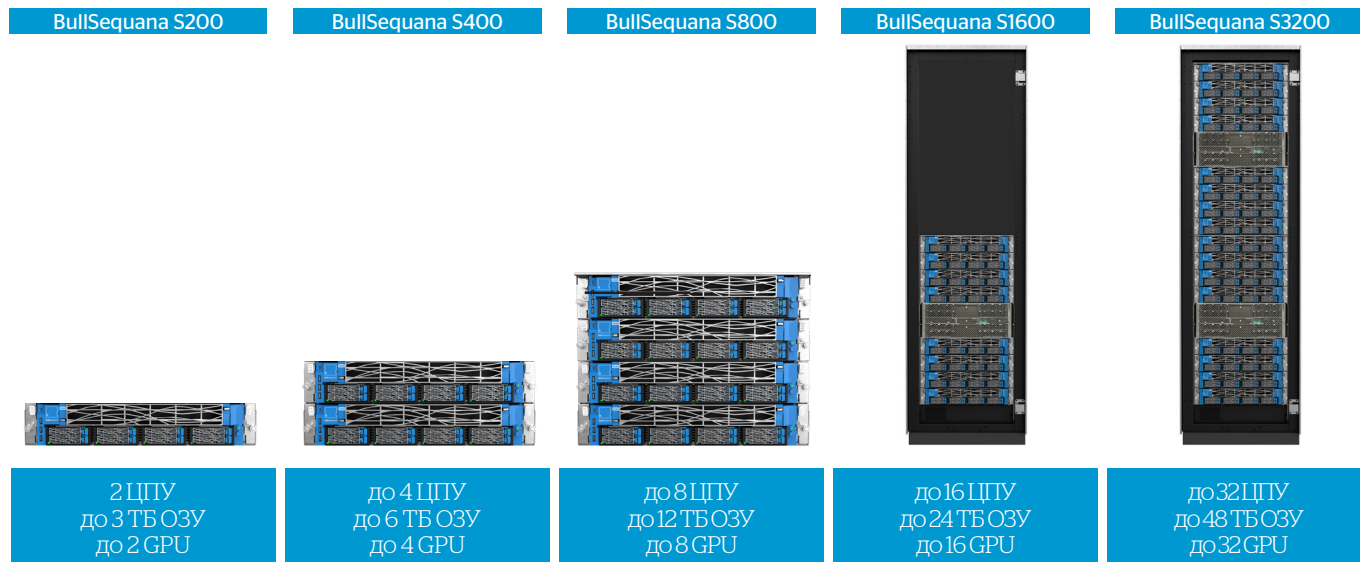 BullSequana S200
BullSequana S400
BullSequana S800
BullSequana S1600
BullSequana S3200
2 ЦПУ
до 3 ТБ ОЗУ
до 2 GPU
до 4 ЦПУ
до 6 ТБ ОЗУ
до 4 GPU
до 8 ЦПУ
до 12 ТБ ОЗУ
до 8 GPU
до 16 ЦПУ
до 24 ТБ ОЗУ
до 16 GPU
до 32 ЦПУ
до 48 ТБ ОЗУ
до 32 GPU